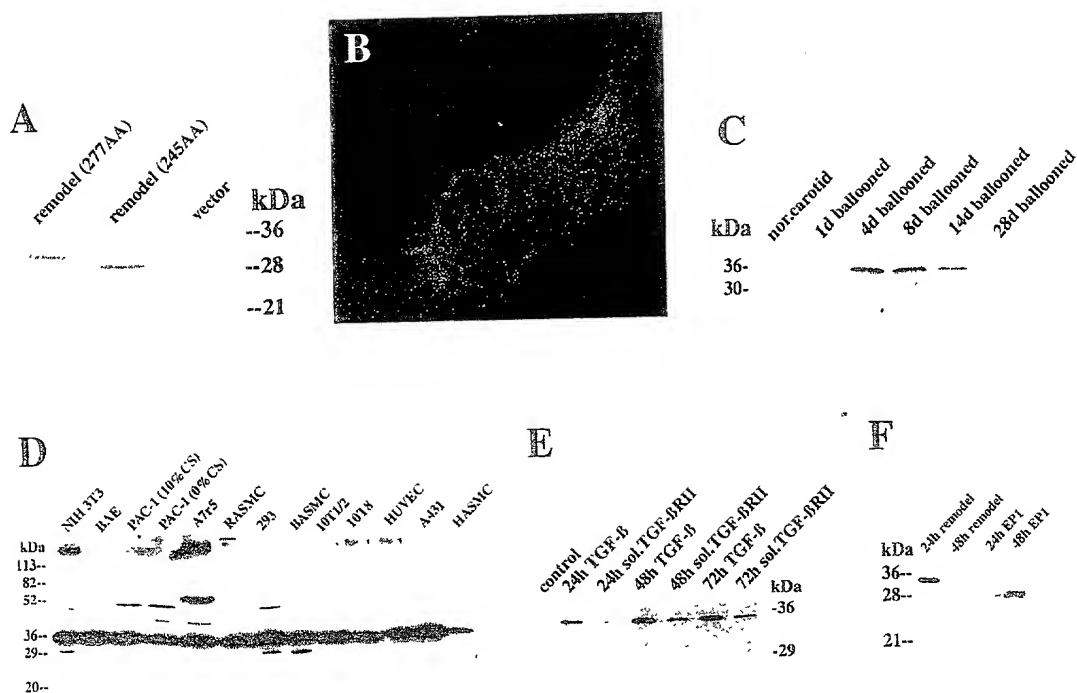 A
remodel (277AA)
remodel (245AA)
vector
kDa
--36
--28
--21
B
C
nor.carotid
1d ballooned
4d ballooned
8d ballooned
14d ballooned
28d ballooned
kDa
36-
30-
D
NIH 3T3
BAE
PAC-1 (10%CS)
PAC-1 (0%CS)
A7r5
RASMC
293
BASMC
10T1/2
10T8
HUVEC
A431
HASMC
kDa
113--
82--
52--
36--
29--
20--
E
control
24h TGF-ß
24h sol.TGF-ßRII
48h TGF-ß
48h sol.TGF-ßRII
72h TGF-ß
72h sol.TGF-ßRII
kDa
-36
-29
F
24h remodel
48h remodel
24h EP1
48h EP1
kDa
36--
28--
21--